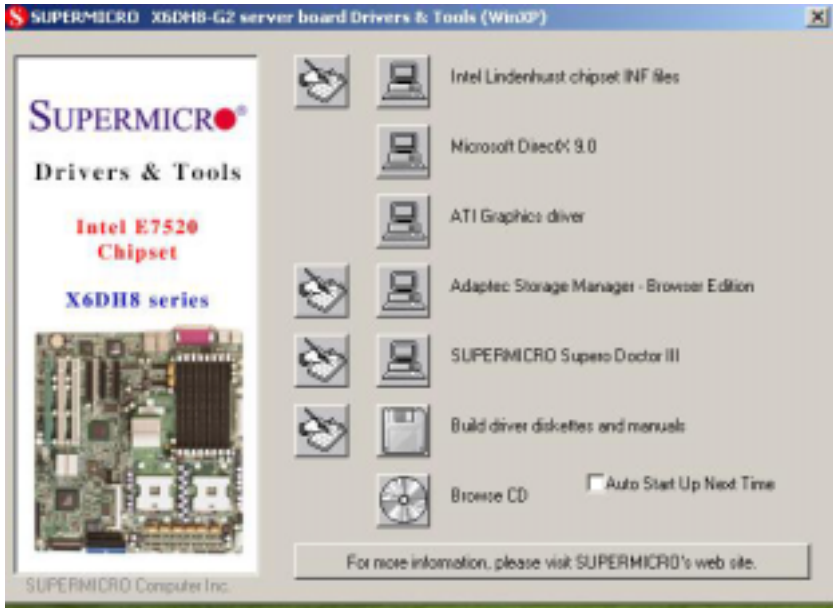 SUPERMICRO X6DH8-G2 server board Drivers & Tools (WinXP)
SUPERMICRO®
Drivers & Tools
Intel E7520
Chipset
X6DH8 series
Intel Lindenhurst chipset INF files
Microsoft DirectX 9.0
ATI Graphics driver
Adaptec Storage Manager - Browser Edition
SUPERMICRO Supero Doctor III
Build driver diskettes and manuals
Browse CD
Auto Start Up Next Time
For more information, please visit SUPERMICRO's web site.
SUPERMICRO Computer Inc.